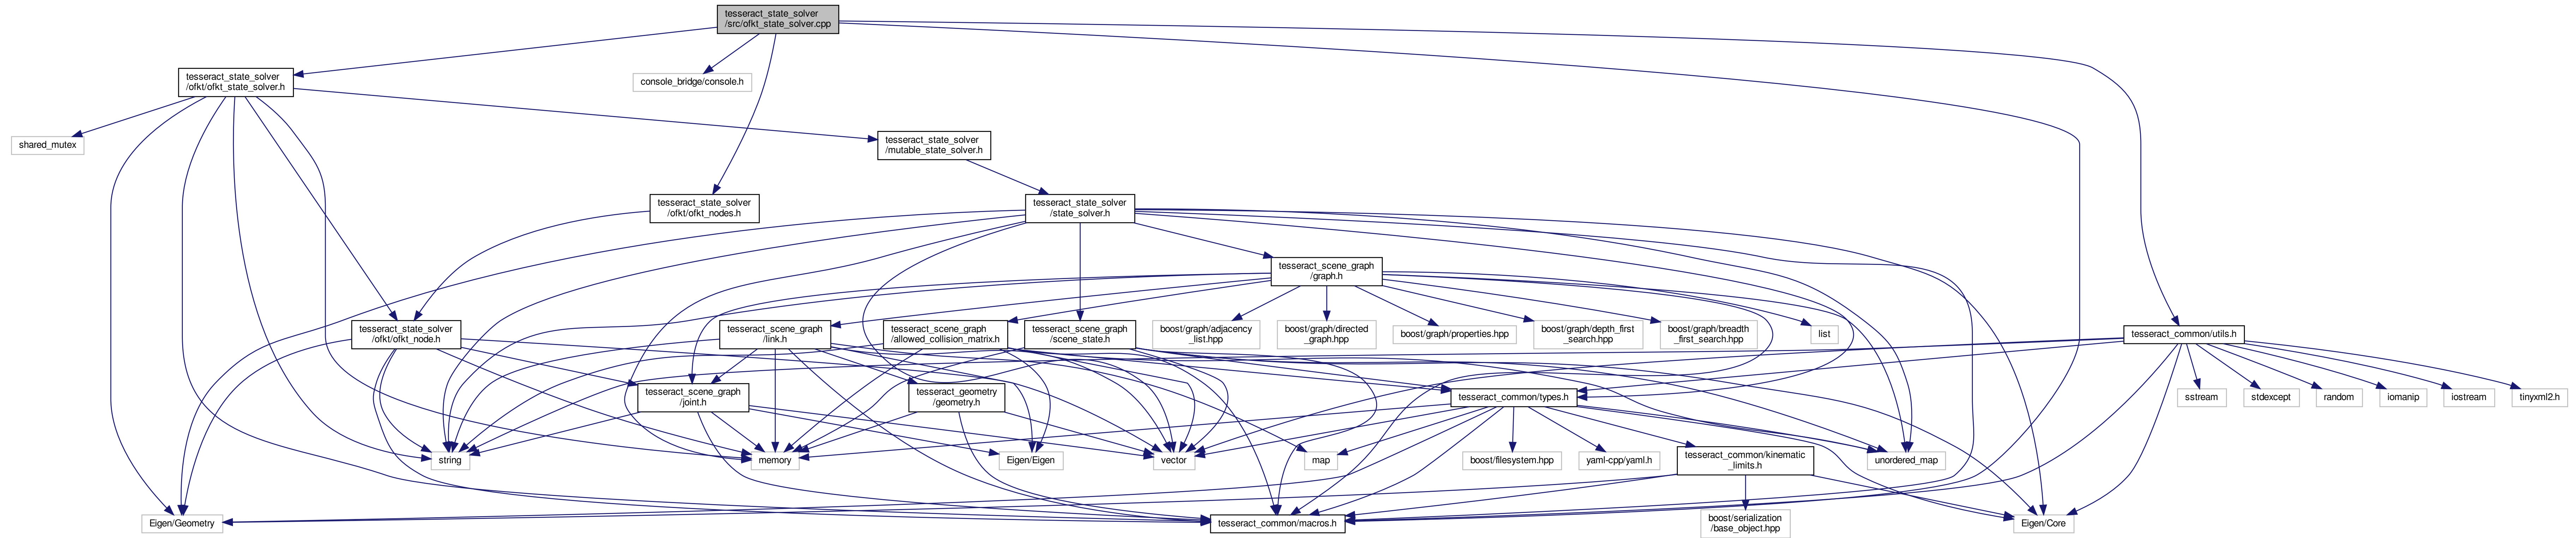 tesseract_state_solver
/src/ofkt_state_solver.cpp
tesseract_state_solver
/ofkt/ofkt_state_solver.h
console_bridge/console.h
shared_mutex
tesseract_state_solver
/mutable_state_solver.h
tesseract_state_solver
/ofkt/ofkt_nodes.h
tesseract_state_solver
/state_solver.h
tesseract_scene_graph
/graph.h
tesseract_state_solver
/ofkt/ofkt_node.h
tesseract_scene_graph
/link.h
tesseract_scene_graph
/allowed_collision_matrix.h
tesseract_scene_graph
/scene_state.h
boost/graph/adjacency
_list.hpp
boost/graph/directed
_graph.hpp
boost/graph/properties.hpp
boost/graph/depth_first
_search.hpp
boost/graph/breadth
_first_search.hpp
list
tesseract_common/utils.h
tesseract_scene_graph
/joint.h
tesseract_geometry
/geometry.h
tesseract_common/types.h
sstream
stdexcept
random
iomanip
iostream
tinyxml2.h
string
memory
Eigen/Eigen
vector
map
boost/filesystem.hpp
yaml-cpp/yaml.h
tesseract_common/kinematic
_limits.h
unordered_map
Eigen/Geometry
tesseract_common/macros.h
boost/serialization
/base_object.hpp
Eigen/Core